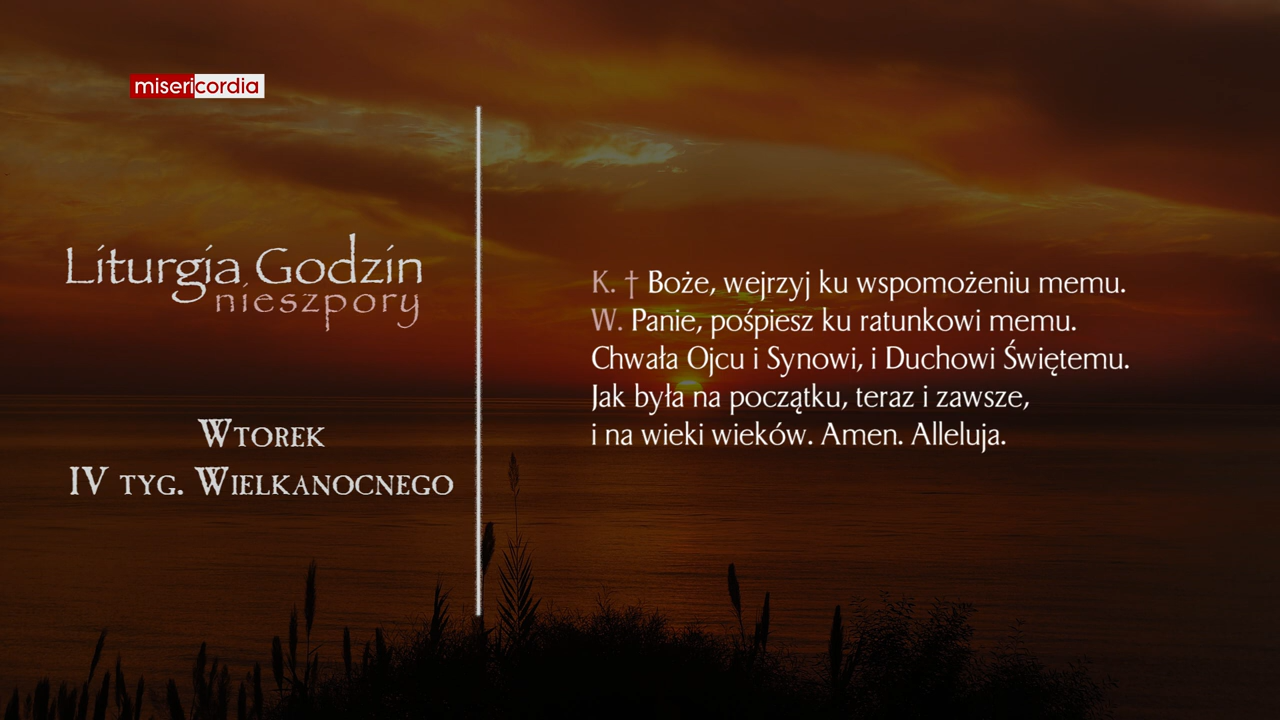 misericordia
Liturgia Godzin
nieszpory
Wtorek
IV tyg. Wielkanocnego
K. † Boże, wejrzyj ku wspomożeniu memu.
W. Panie, pośpiesz ku ratunkowi memu.
Chwała Ojcu i Synowi, i Duchowi Świętemu.
Jak była na początku, teraz i zawsze,
i na wieki wieków. Amen. Alleluja.